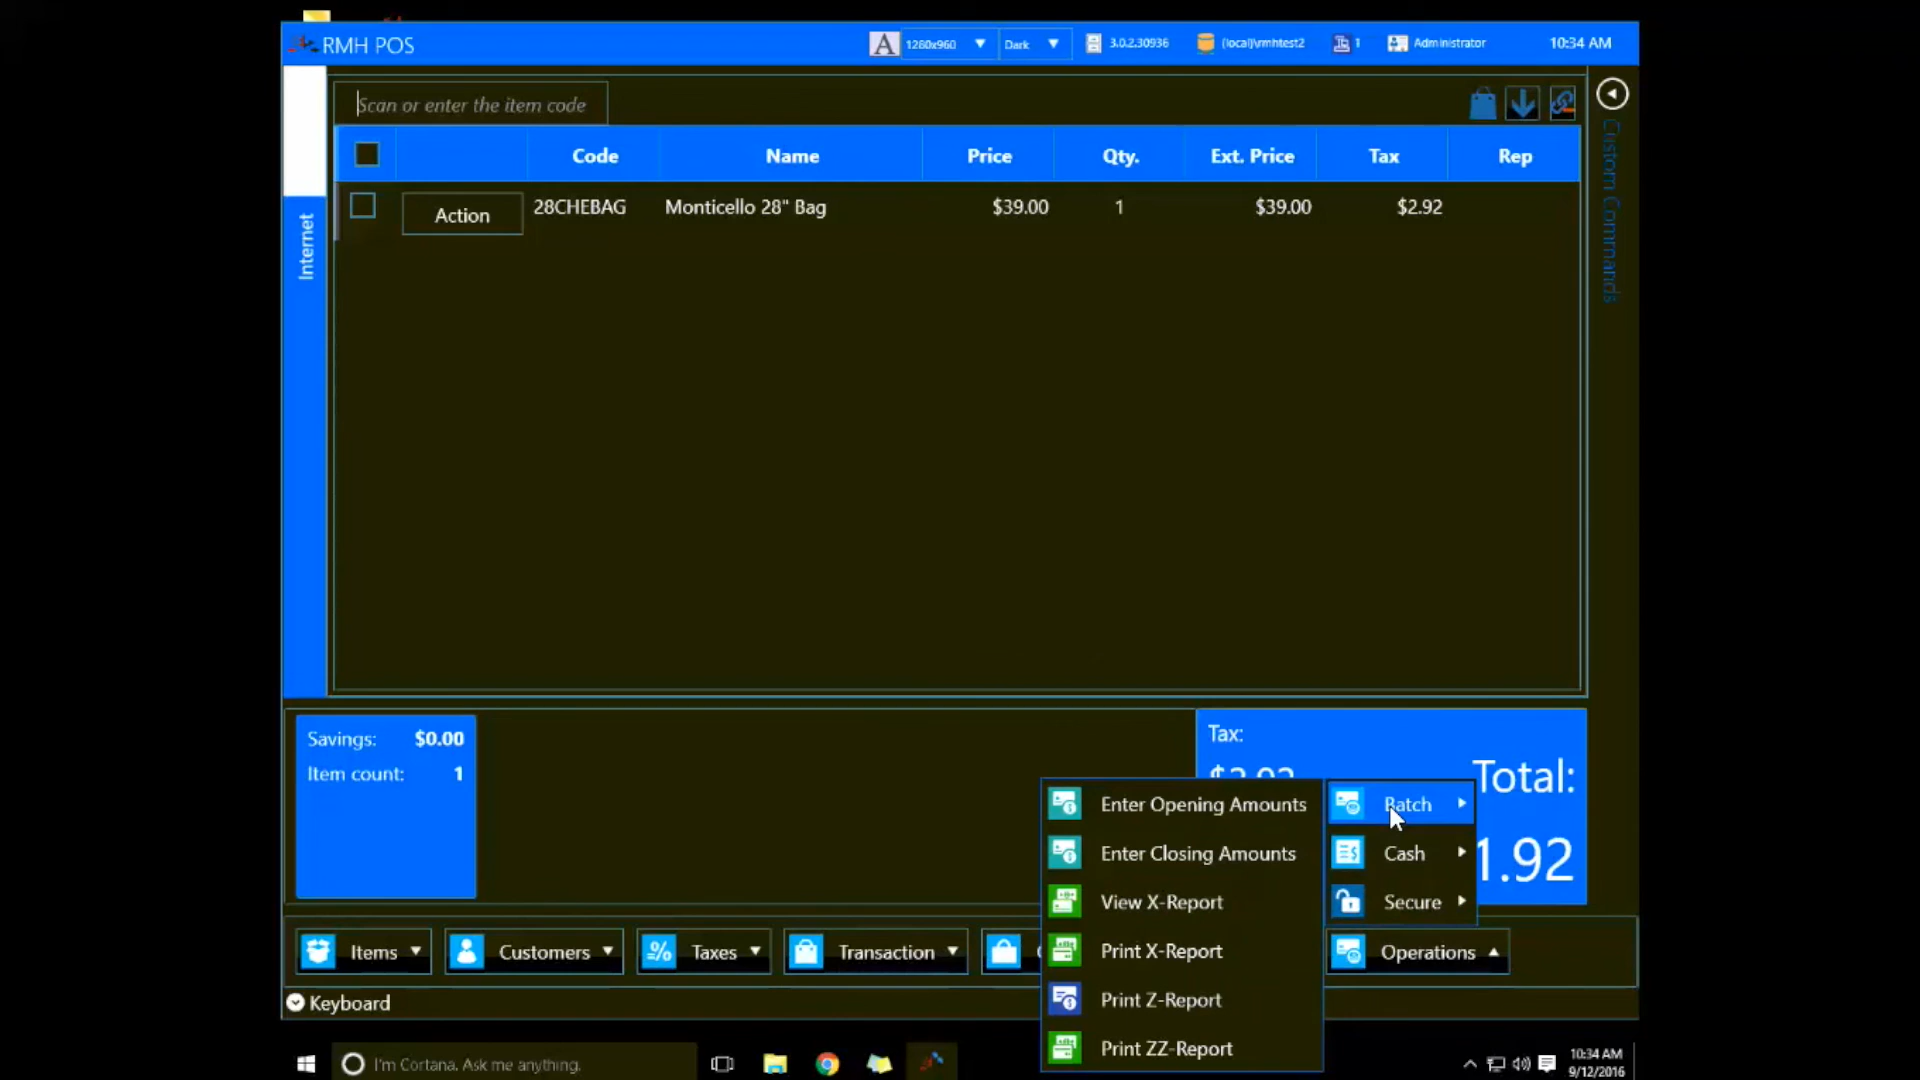 RMH POS
1280x960
Dark
3.0.2.30936
(local)\rmhtest2
1
Administrator
10:34 AM
Scan or enter the item code
Code Name Price Qty. Ext. Price Tax Rep
Action 28CHEBAG Monticello 28" Bag $39.00 1 $39.00 $2.92
Internet
Custom Commands
Savings: $0.00
Item count: 1
Tax:
$2.92
Total:
1.92
Enter Opening Amounts
Enter Closing Amounts
View X-Report
Print X-Report
Print Z-Report
Print ZZ-Report
Batch
Cash
Secure
Items
Customers
Taxes
Transaction
Operations
Keyboard
I'm Cortana. Ask me anything.
10:34 AM
9/12/2016